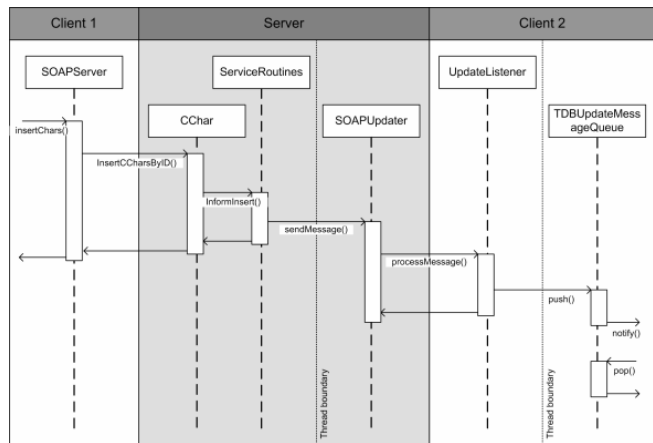 Client 1
Server
Client 2
SOAPServer
ServiceRoutines
UpdateListener
CChar
SOAPUpdater
TDBUpdateMess
ageQueue
insertChars()
InsertCCharsByID()
InformInsert()
sendMessage()
processMessage()
push()
notify()
pop()
Thread boundary
Thread boundary